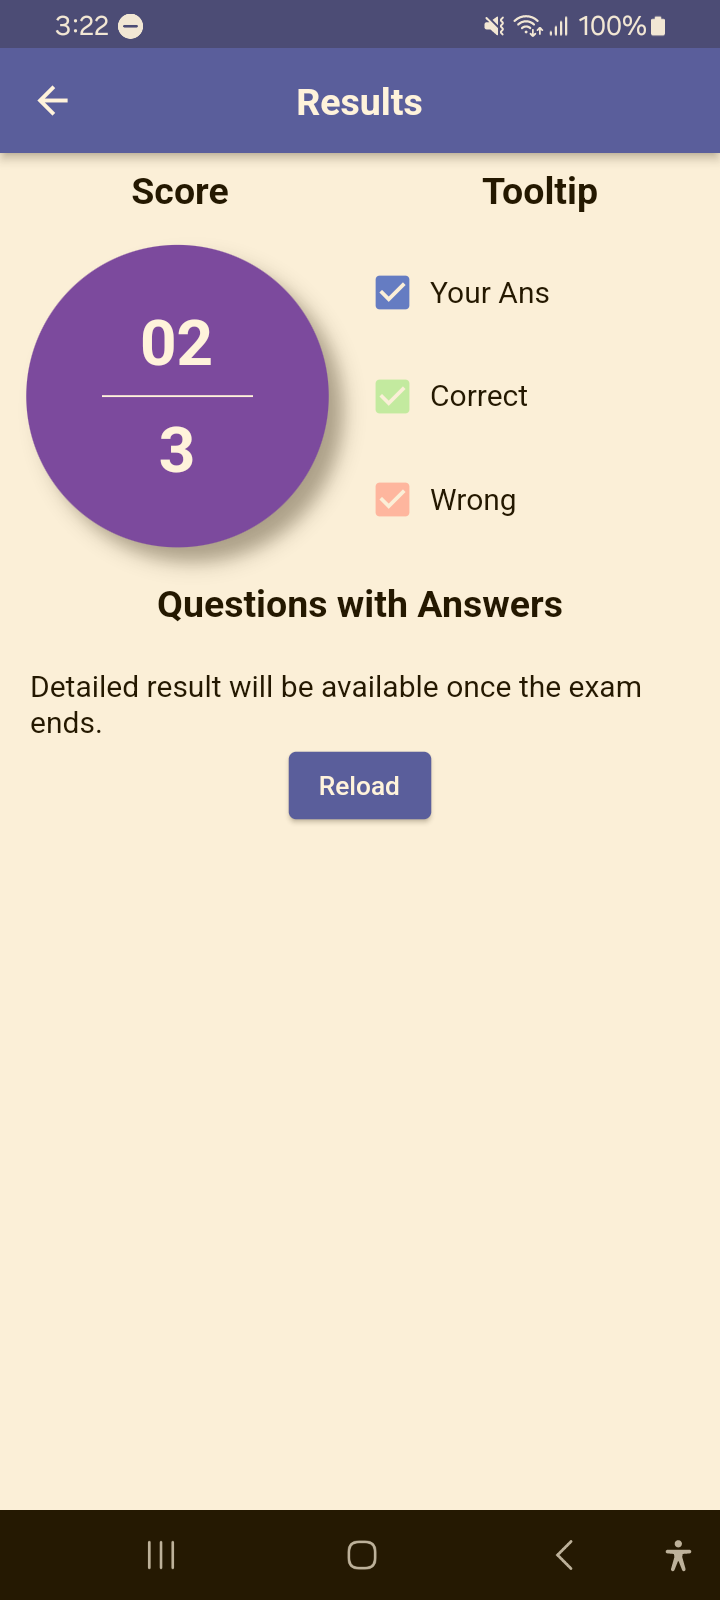 3:22
100%
Results
Score
Tooltip
02
3
Your Ans
Correct
Wrong
Questions with Answers
Detailed result will be available once the exam
ends.
Reload